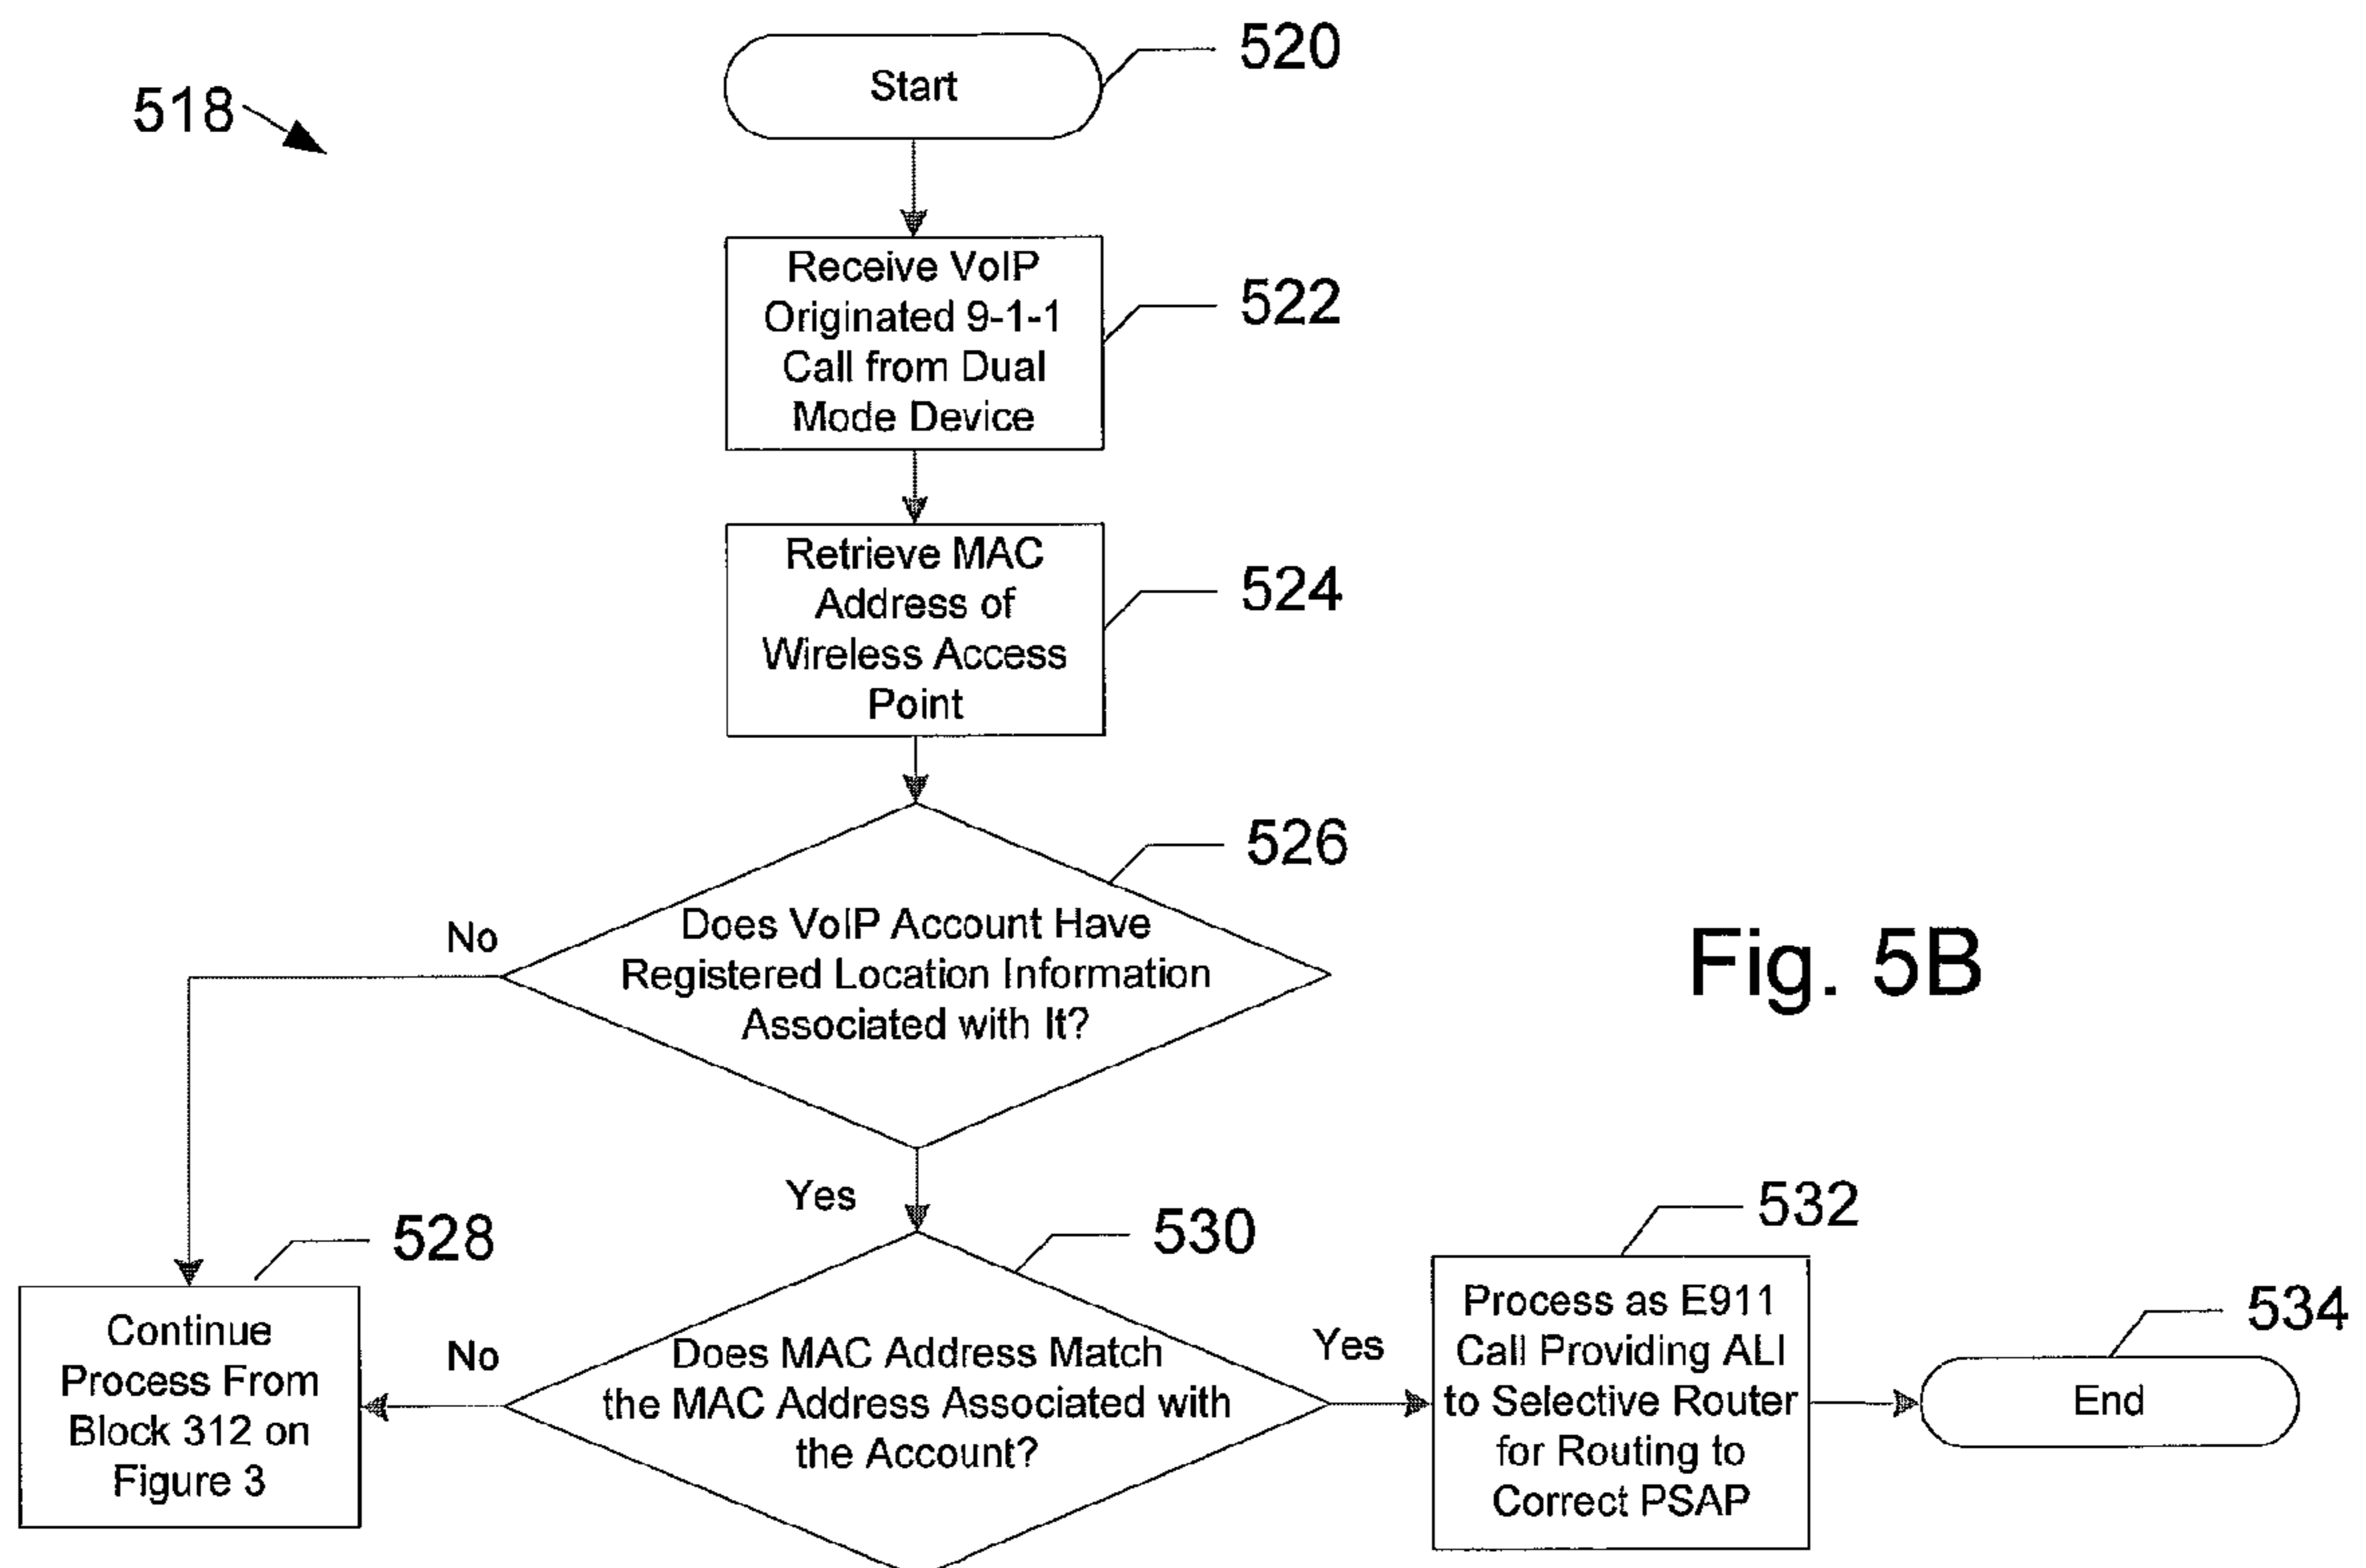 518
Start
520
Receive VoIP
Originated 9-1-1
Call from Dual
Mode Device
522
Retrieve MAC
Address of
Wireless Access
Point
524
526
Does VoIP Account Have
Registered Location Information
Associated with It?
No
Yes
Fig. 5B
528
Continue
Process From
Block 312 on
Figure 3
530
Does MAC Address Match
the MAC Address Associated with
the Account?
No
Yes
532
Process as E911
Call Providing ALI
to Selective Router
for Routing to
Correct PSAP
534
End